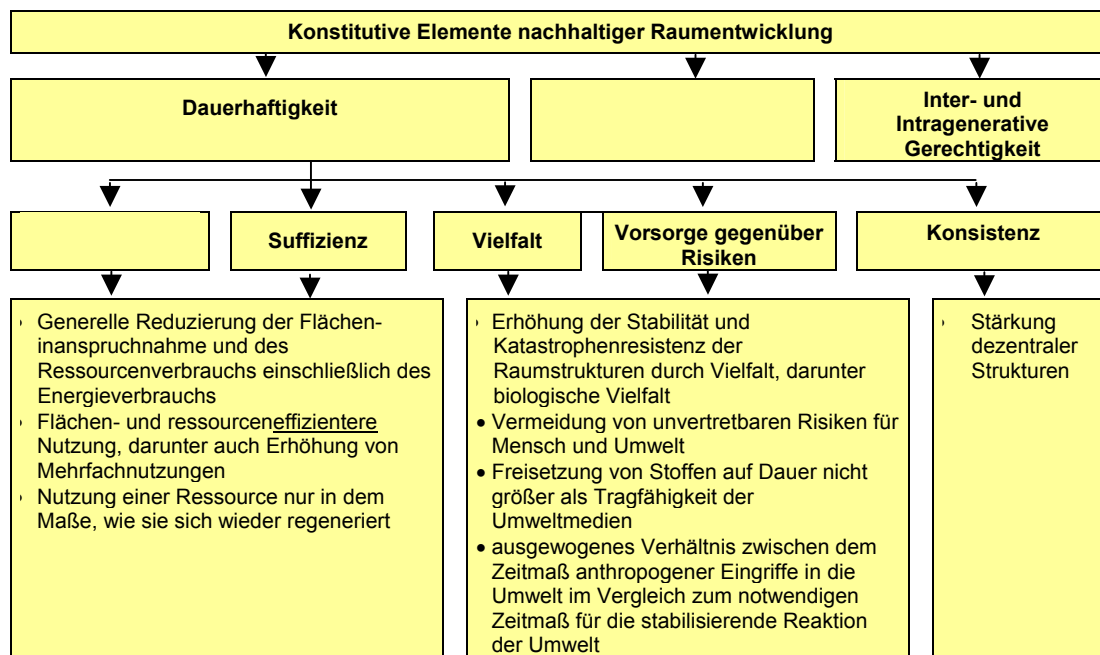 Konstitutive Elemente nachhaltiger Raumentwicklung
Dauerhaftigkeit
Inter- und
Intragenerative
Gerechtigkeit
Suffizienz
Vielfalt
Vorsorge gegenüber
Risiken
Konsistenz
› Generelle Reduzierung der Flächen-
inanspruchnahme und des
Ressourcenverbrauchs einschließlich des
Energieverbrauchs
› Flächen- und ressourceneffizientere
Nutzung, darunter auch Erhöhung von
Mehrfachnutzungen
› Nutzung einer Ressource nur in dem
Maße, wie sie sich wieder regeneriert
› Erhöhung der Stabilität und
Katastrophenresistenz der
Raumstrukturen durch Vielfalt, darunter
biologische Vielfalt
• Vermeidung von unvertretbaren Risiken für
Mensch und Umwelt
• Freisetzung von Stoffen auf Dauer nicht
größer als Tragfähigkeit der
Umweltmedien
• ausgewogenes Verhältnis zwischen dem
Zeitmaß anthropogener Eingriffe in die
Umwelt im Vergleich zum notwendigen
Zeitmaß für die stabilisierende Reaktion
der Umwelt
› Stärkung
dezentraler
Strukturen